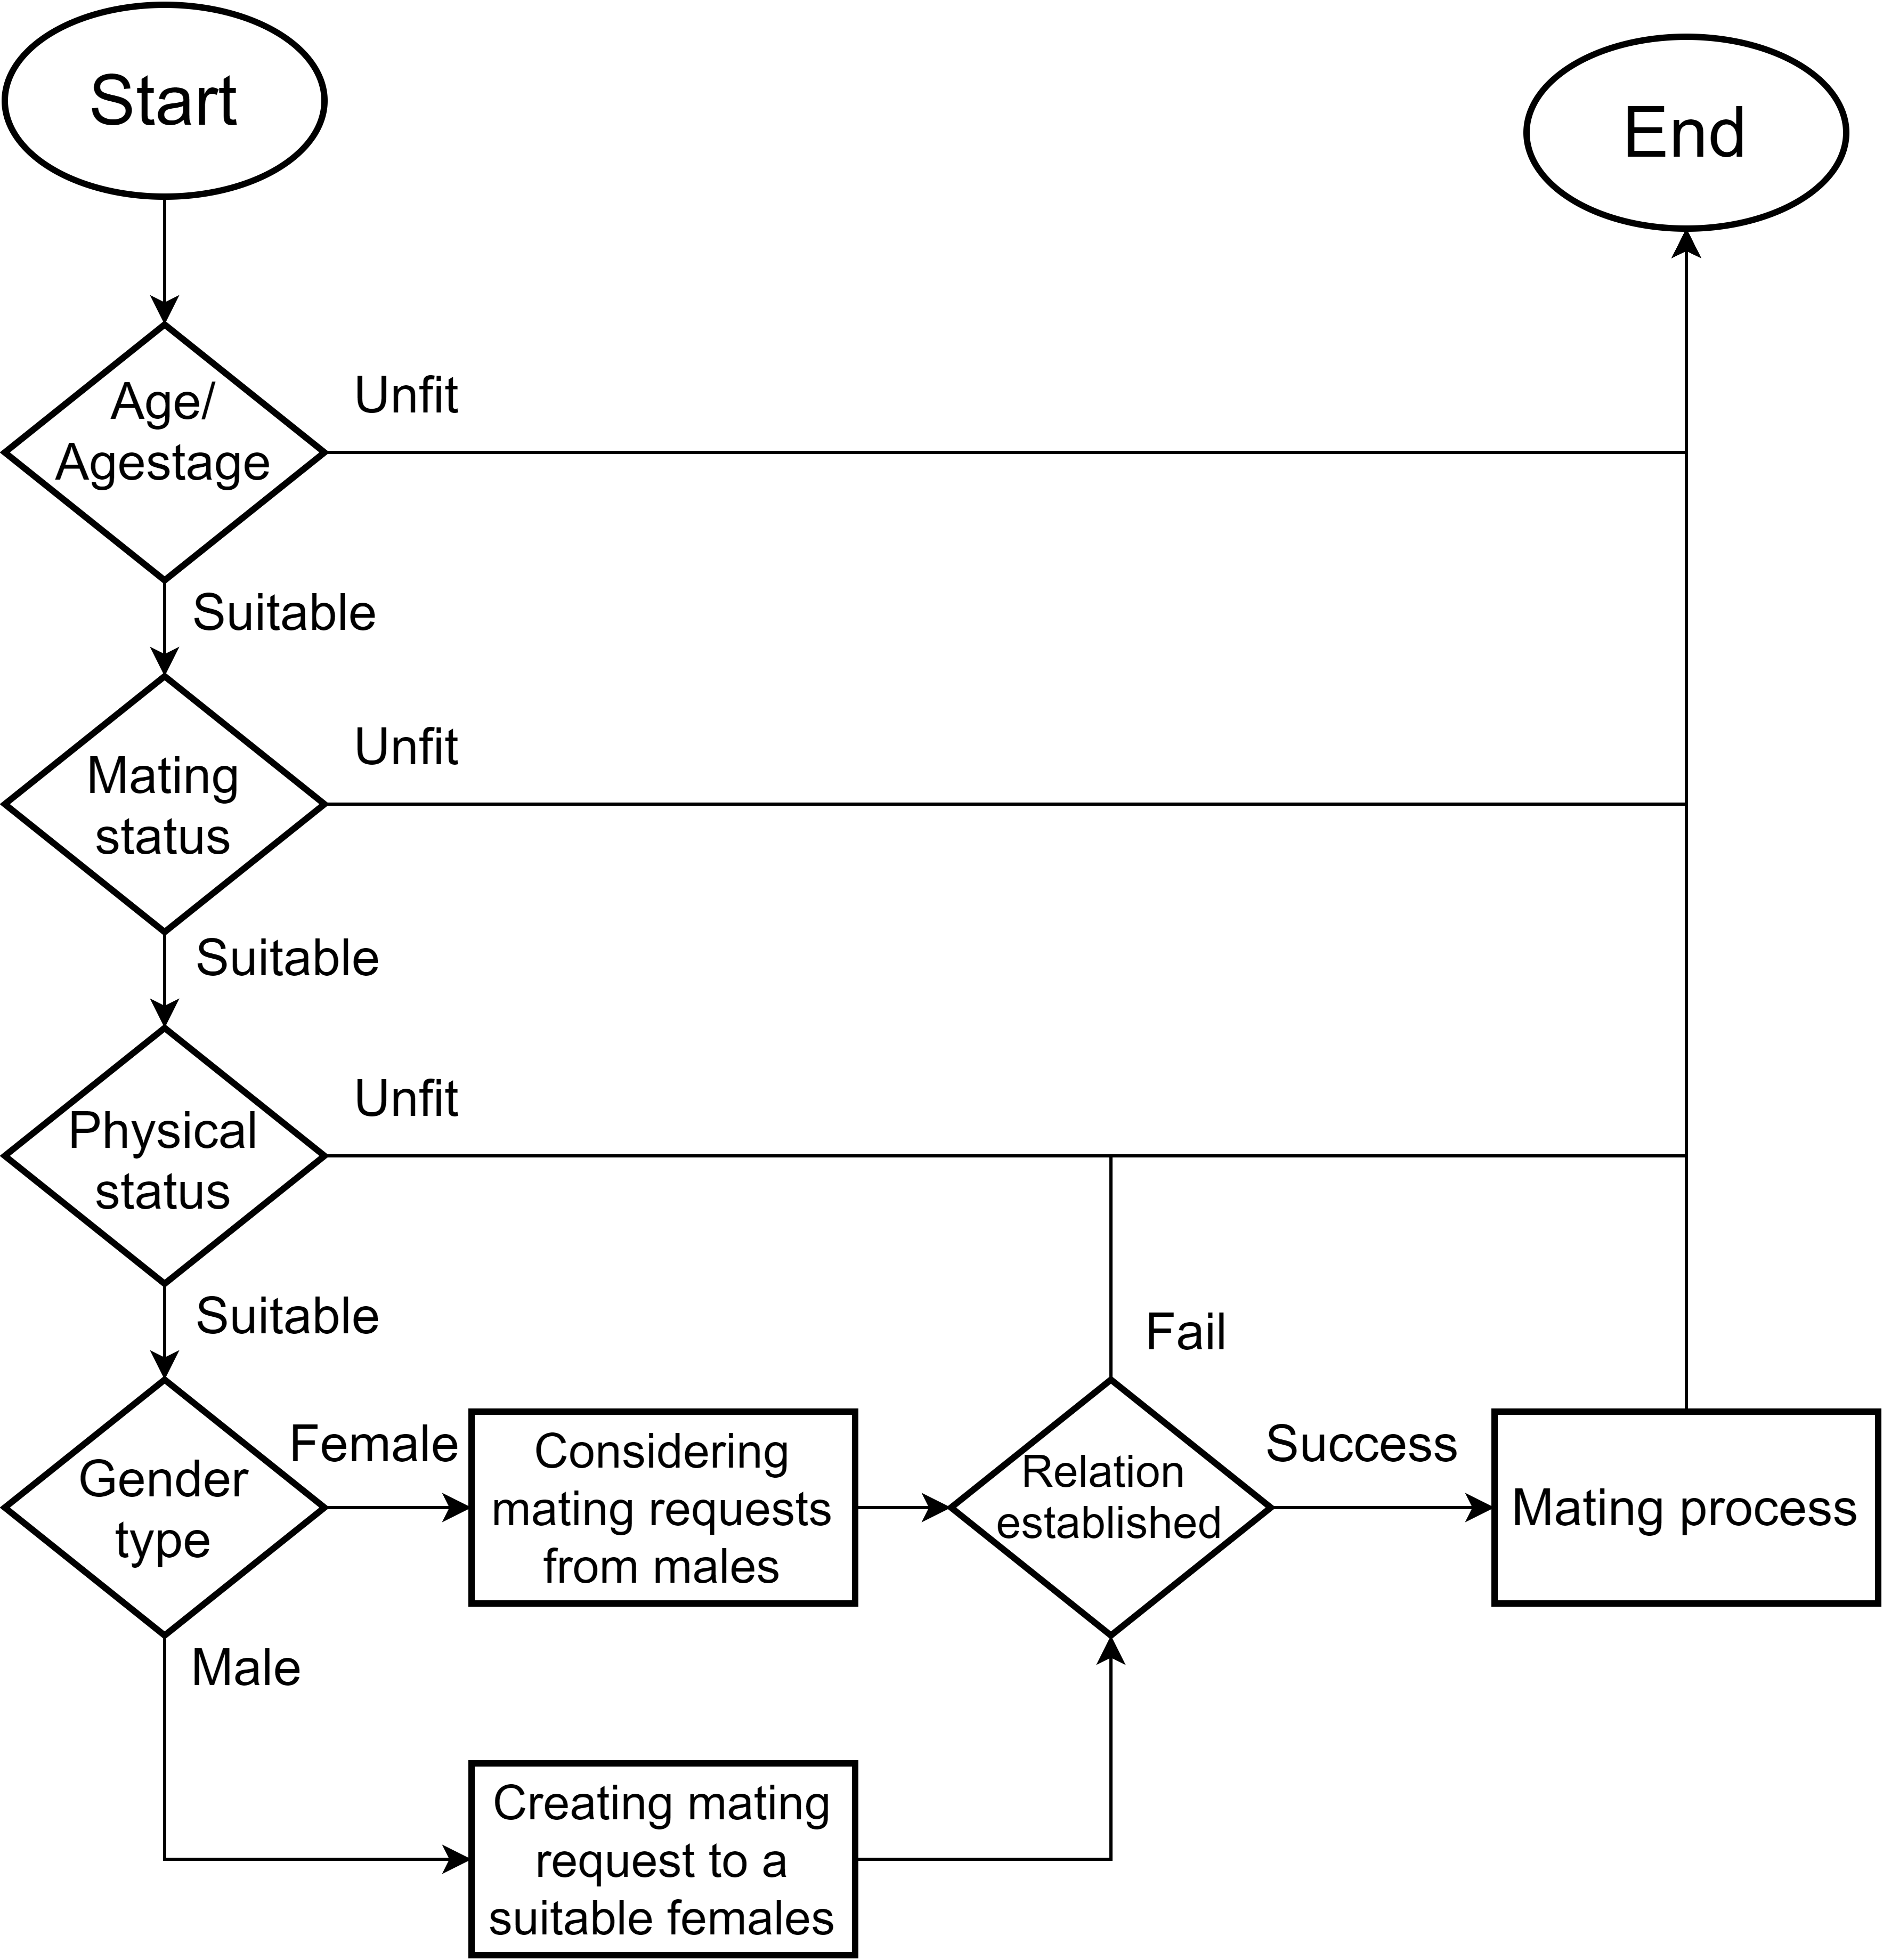 Start
End
Age/
Agestage
Unfit
Suitable
Mating
status
Unfit
Suitable
Physical
status
Unfit
Suitable
Gender
type
Female
Male
Considering
mating requests
from males
Creating mating
request to a
suitable females
Relation
established
Fail
Success
Mating process